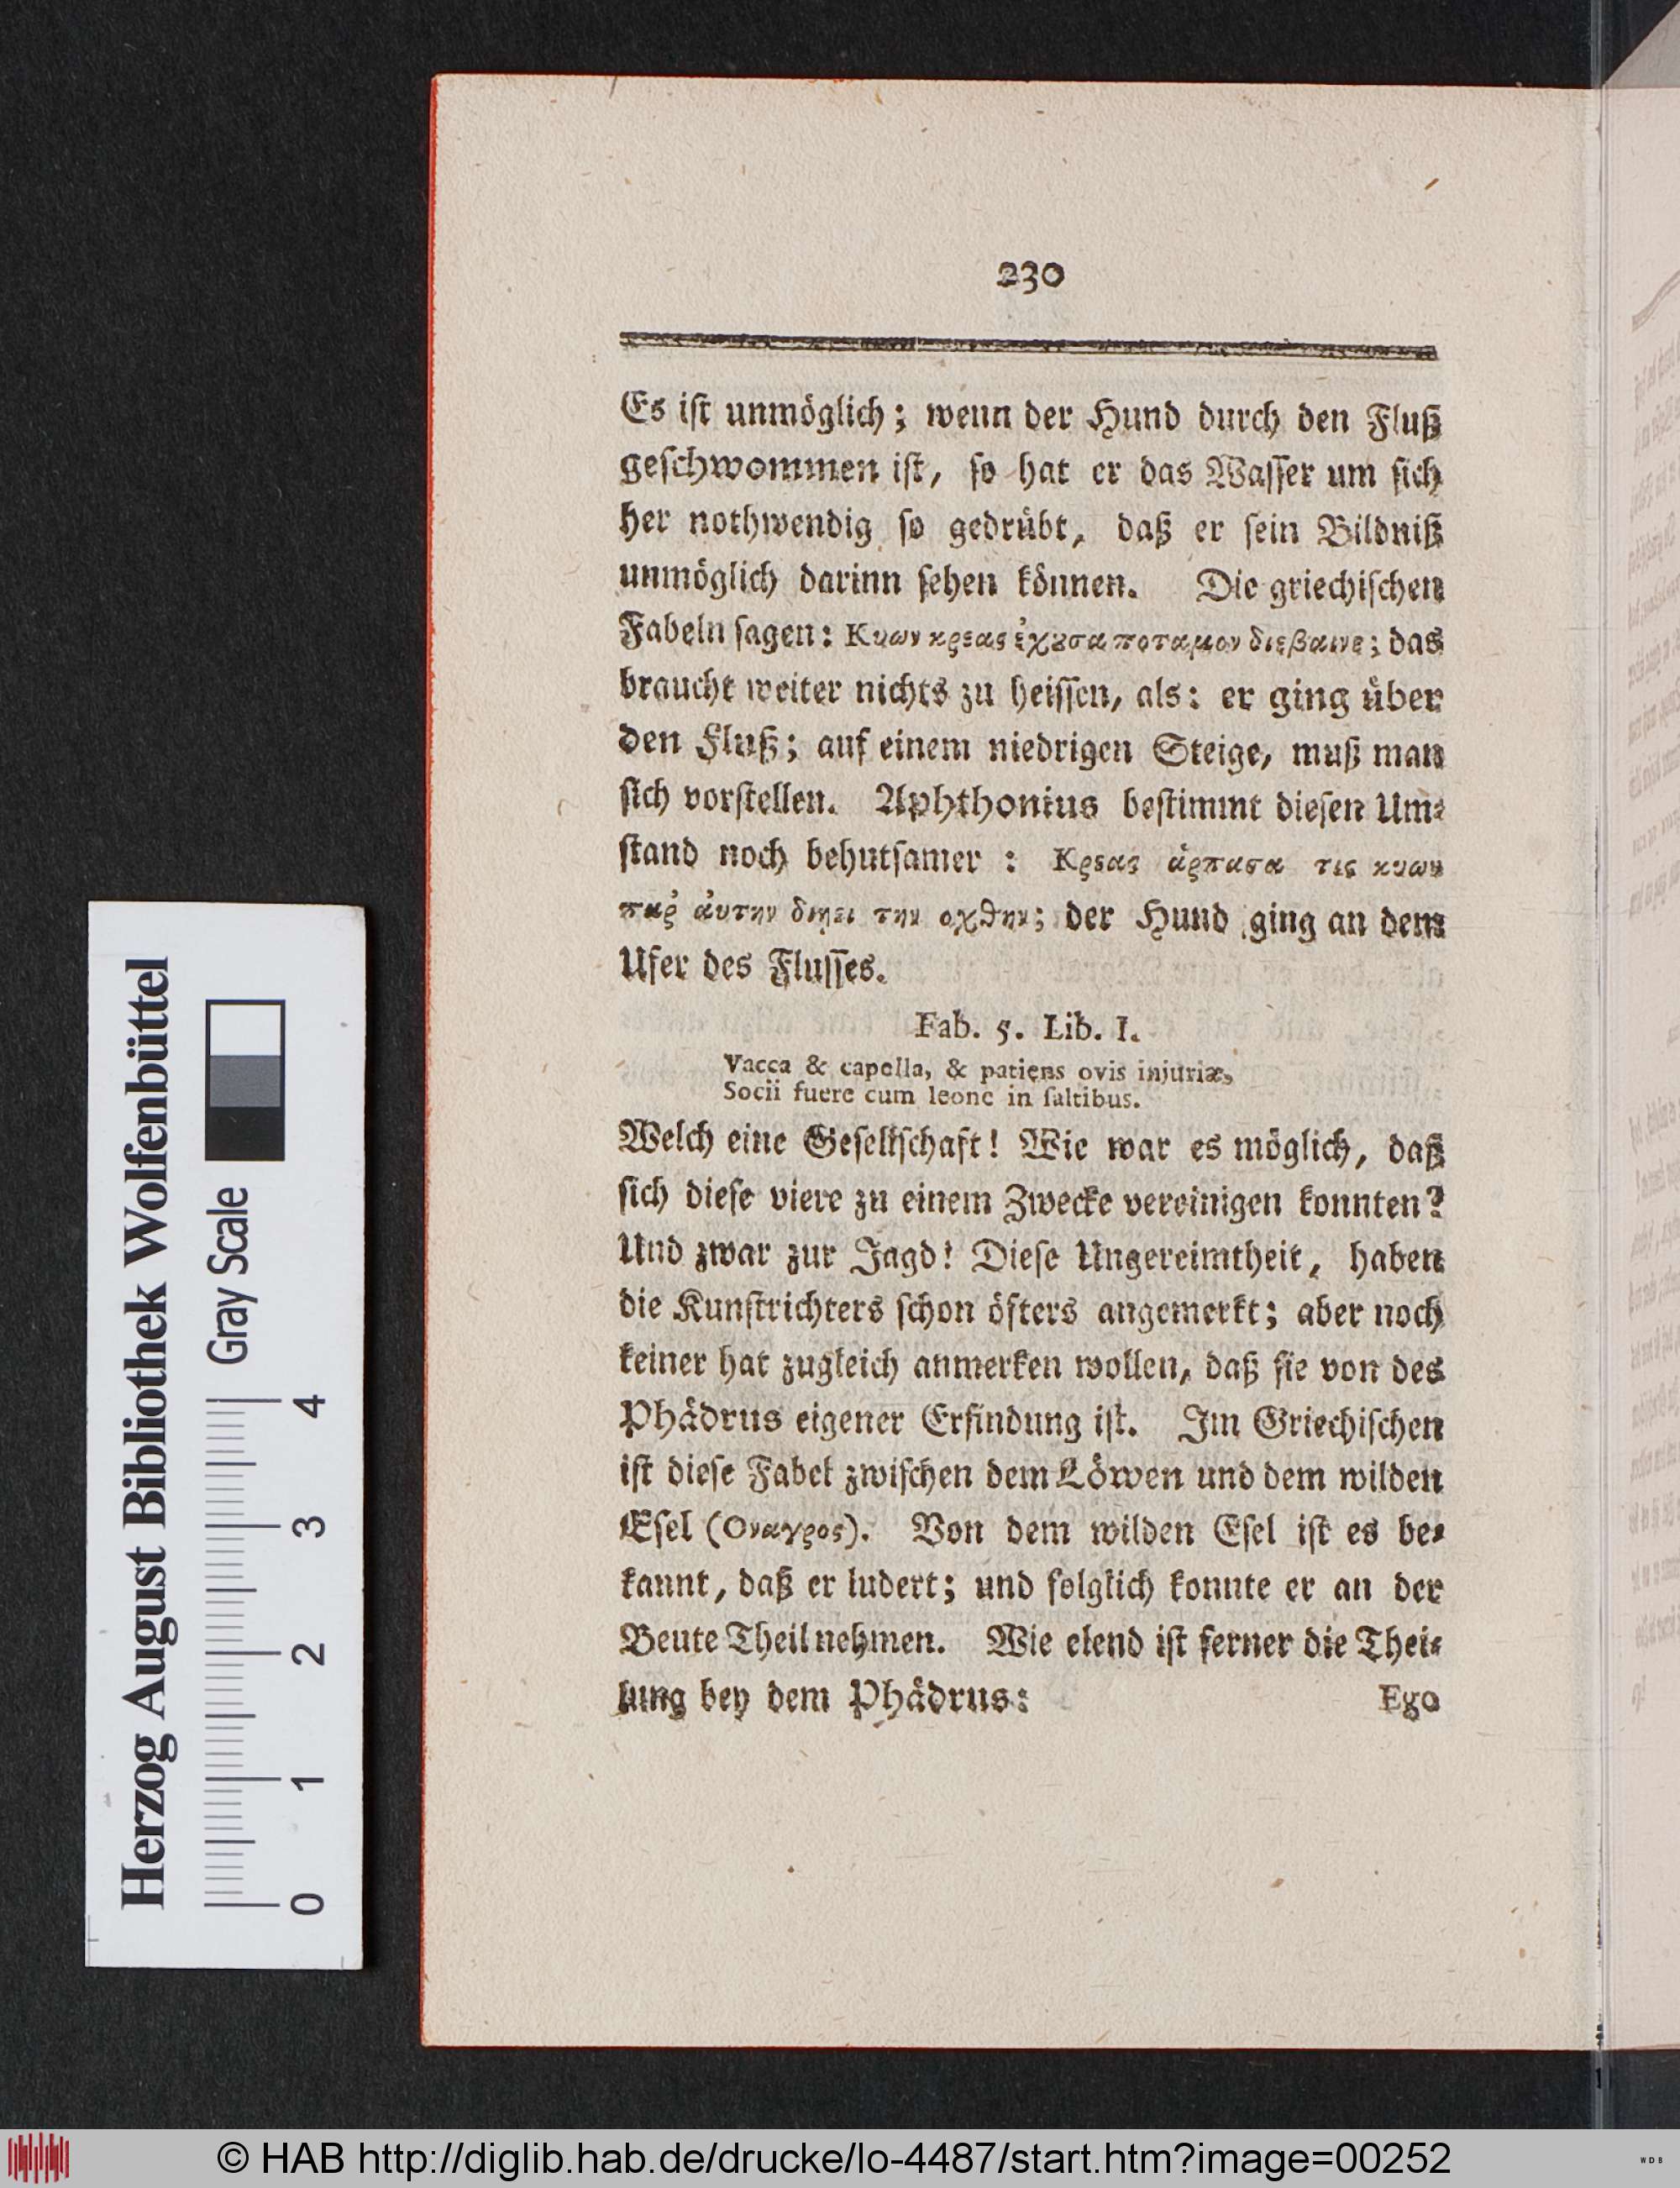 230
Es iſt unmöglich; wenn der Hund durch den Fluß
geſchwommen iſt, ſo hat er das Waſſer um ſich
her nothwendig ſo gedrübt, daß er ſein Bildniß
unmöglich darinn ſehen können. Die griechiſchen
Fabeln ſagen: Κυων κρεας ἐχουσα ποταμον διεβαινε; das
braucht weiter nichts zu heiſſen, als: er ging über
den Fluß; auf einem niedrigen Steige, muß man
ſich vorſtellen. Aphthonius beſtimmt dieſen Um⸗
ſtand noch behutſamer : Κρεας ἁρπασα τις κυων
παρ᾽ ἀυτην διῃει την οχθην; der Hund ging an dem
Ufer des Fluſſes.
Fab. 5. Lib. I.
Vacca & capella, & patiens ovis injuriæ,
Socii fuere cum leone in ſaltibus.
Welch eine Geſellſchaft! Wie war es möglich, daß
ſich dieſe viere zu einem Zwecke vereinigen konnten?
Und zwar zur Jagd! Dieſe Ungereimtheit, haben
die Kunſtrichters ſchon öfters angemerkt; aber noch
keiner hat zugleich anmerken wollen, daß ſie von des
Phädrus eigener Erfindung iſt. Im Griechiſchen
iſt dieſe Fabel zwiſchen dem Löwen und dem wilden
Eſel (Οναγρος). Von dem wilden Eſel iſt es be⸗
kannt, daß er ludert; und folglich konnte er an der
Beute Theil nehmen. Wie elend iſt ferner die Thei⸗
lung bey dem Phädrus: Ego
Herzog August Bibliothek Wolfenbüttel
Gray Scale
0 1 2 3 4
© HAB http://diglib.hab.de/drucke/lo-4487/start.htm?image=00252
WDB